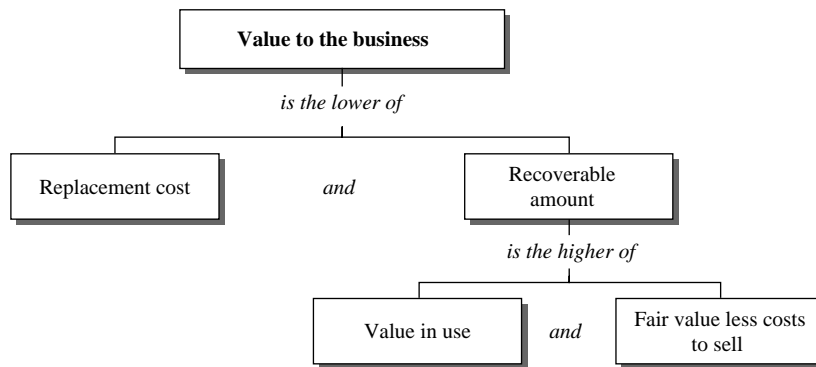 Value to the business
is the lower of
Replacement cost
and
Recoverable
amount
is the higher of
Value in use
and
Fair value less costs
to sell